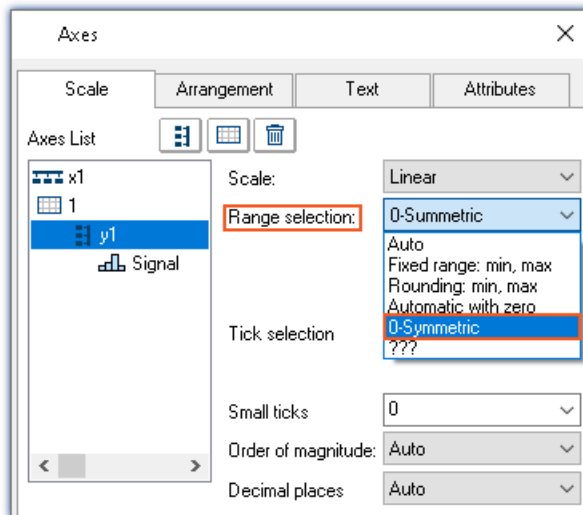 Axes
Scale
Arrangement
Text
Attributes
Axes List
x1
1
y1
Signal
Scale:
Linear
Range selection:
0-Summetric
Auto
Fixed range: min, max
Rounding: min, max
Automatic with zero
0-Symmetric
???
Tick selection
Small ticks
0
Order of magnitude:
Auto
Decimal places
Auto